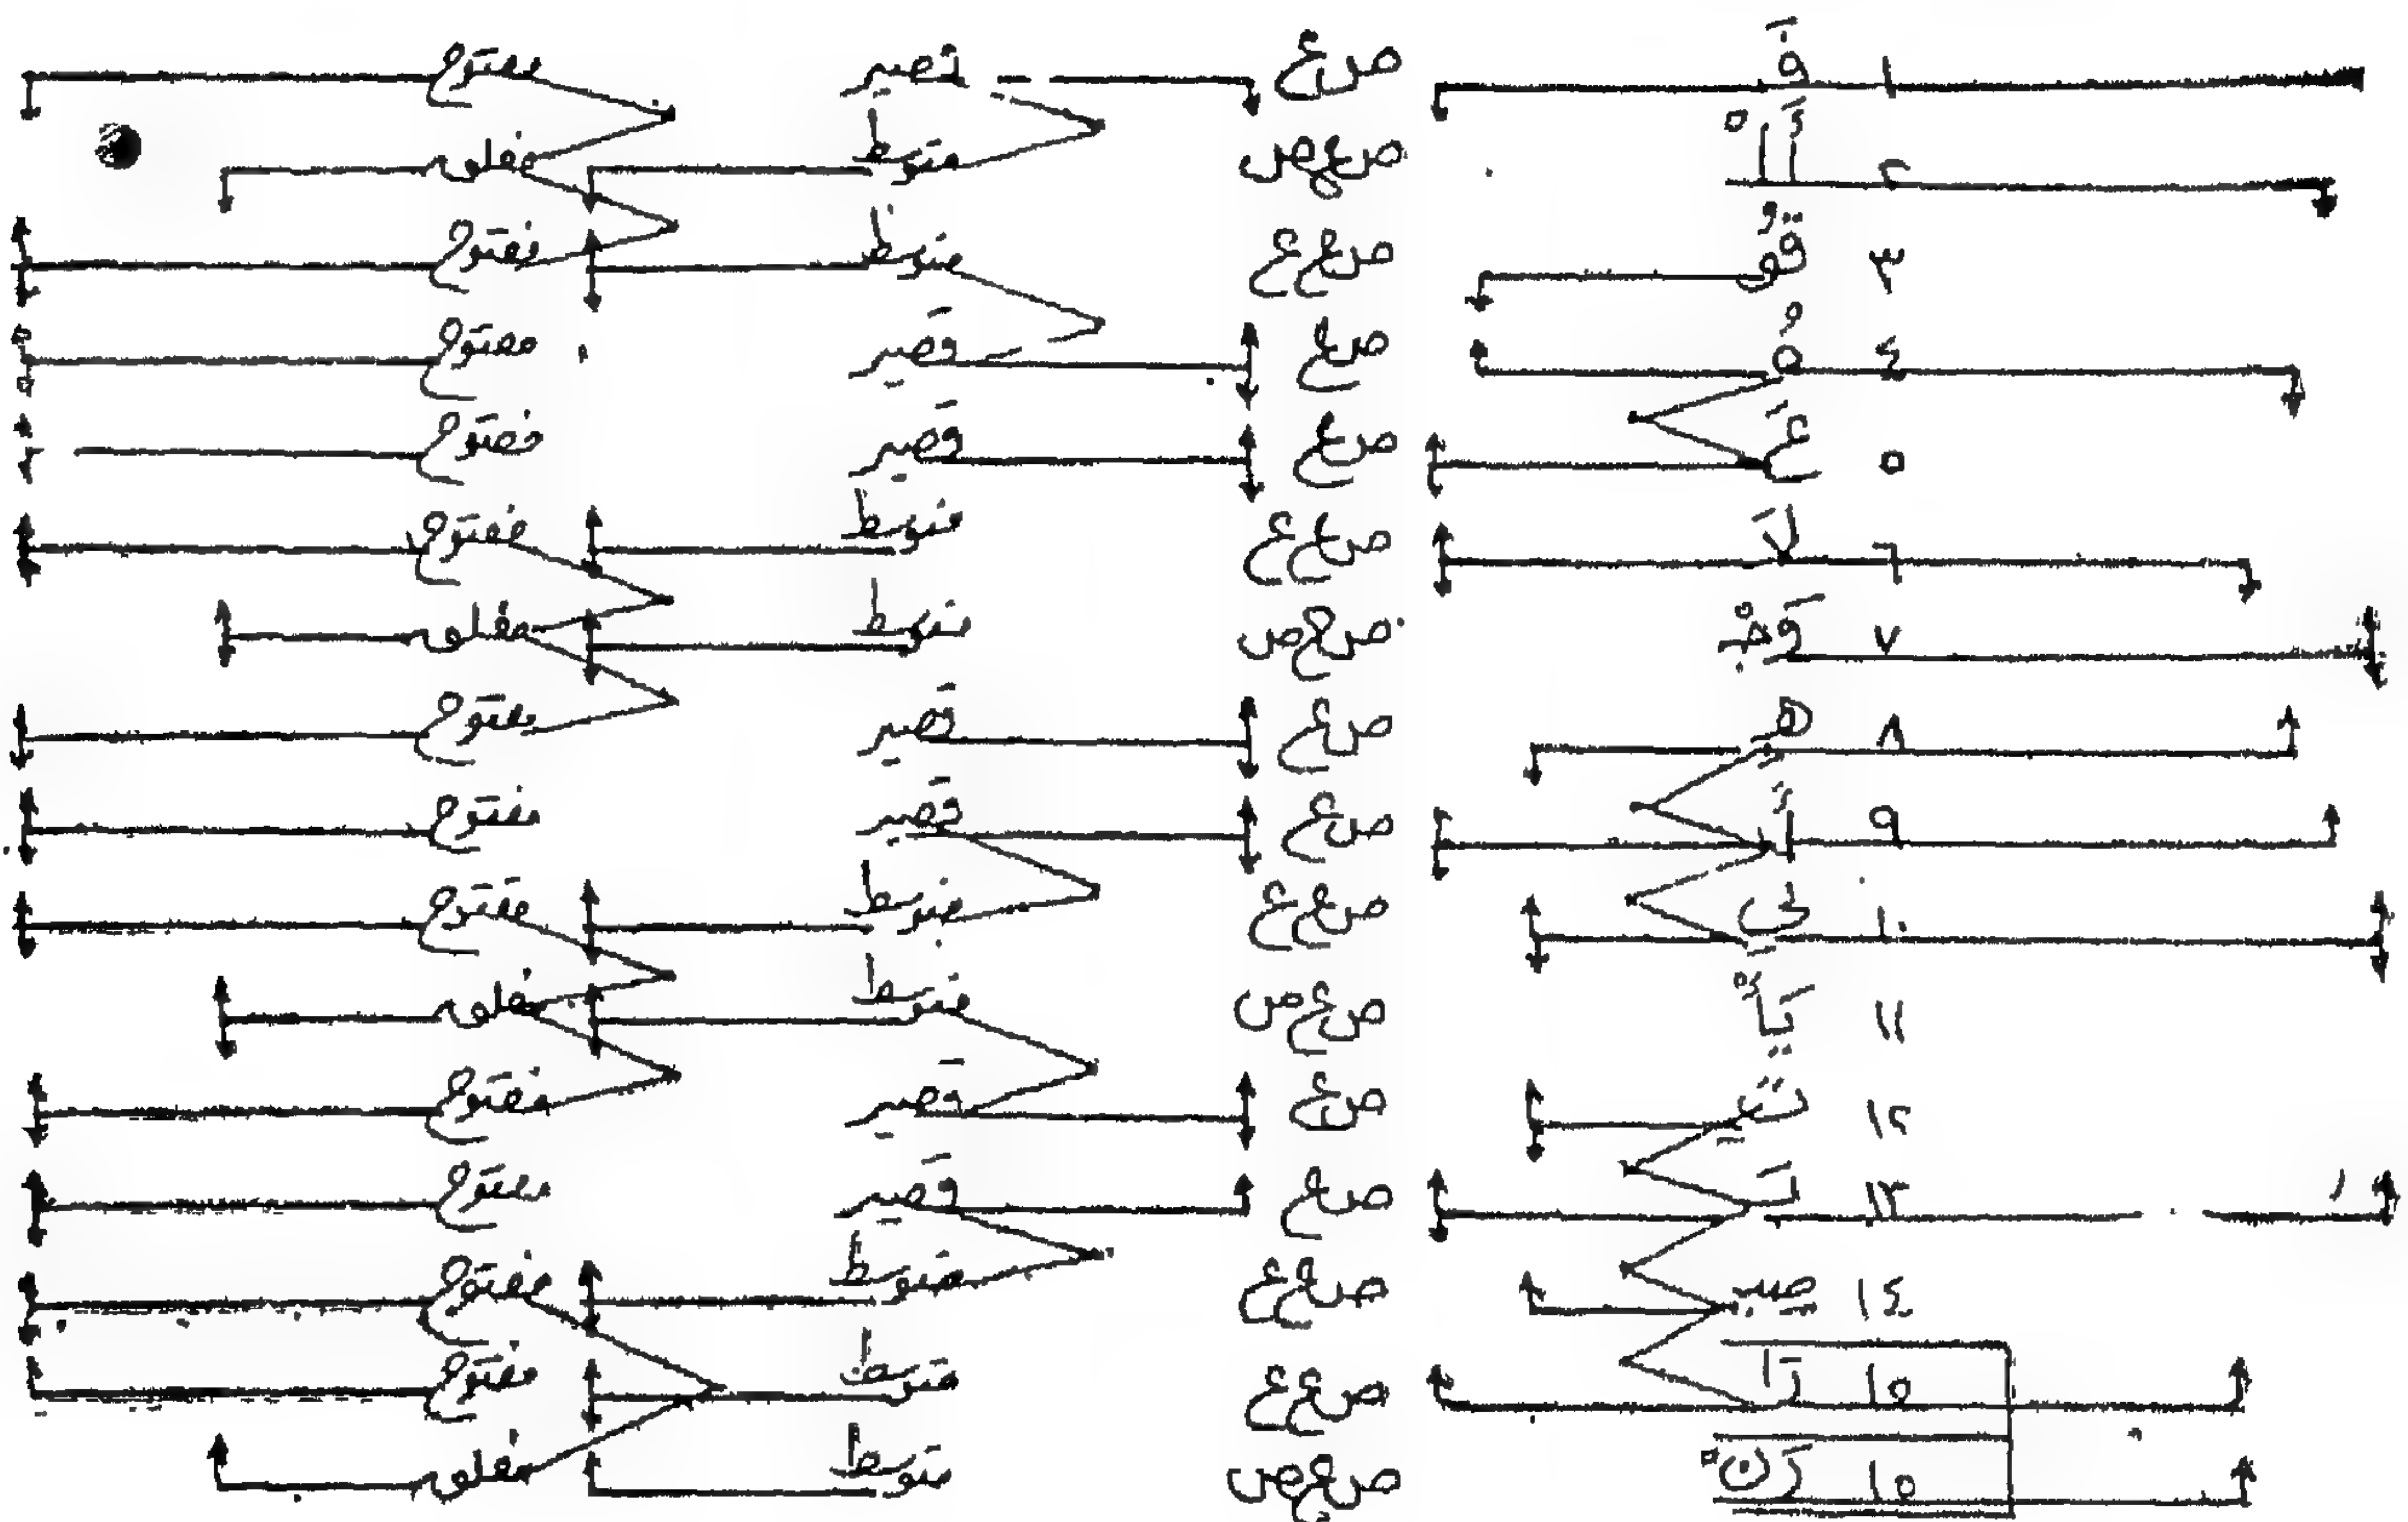 ١ فَ ص ع قصير مفتوح
٢ أَاْ ص ع ص متوسط مغلق
٣ قُو ص ع ع متوسط مفتوح
٤ هُ ص ع قصير مفتوح
٥ عَ ص ع قصير مفتوح
٦ لَا ص ع ع متوسط مفتوح
٧ وَجْ ص ع ص متوسط مغلق
٨ هِ ص ع قصير مفتوح
٩ أَ ص ع قصير مفتوح
١٠ بِي ص ع ع متوسط مفتوح
١١ يَأْ ص ع ص متوسط مغلق
١٢ تِ ص ع قصير مفتوح
١٣ بَ ص ع قصير مفتوح
١٤ صِيـ ص ع ع متوسط مفتوح
١٥ رَا ص ع ع متوسط مفتوح
١٥ رَنْ ص ع ص متوسط مغلق